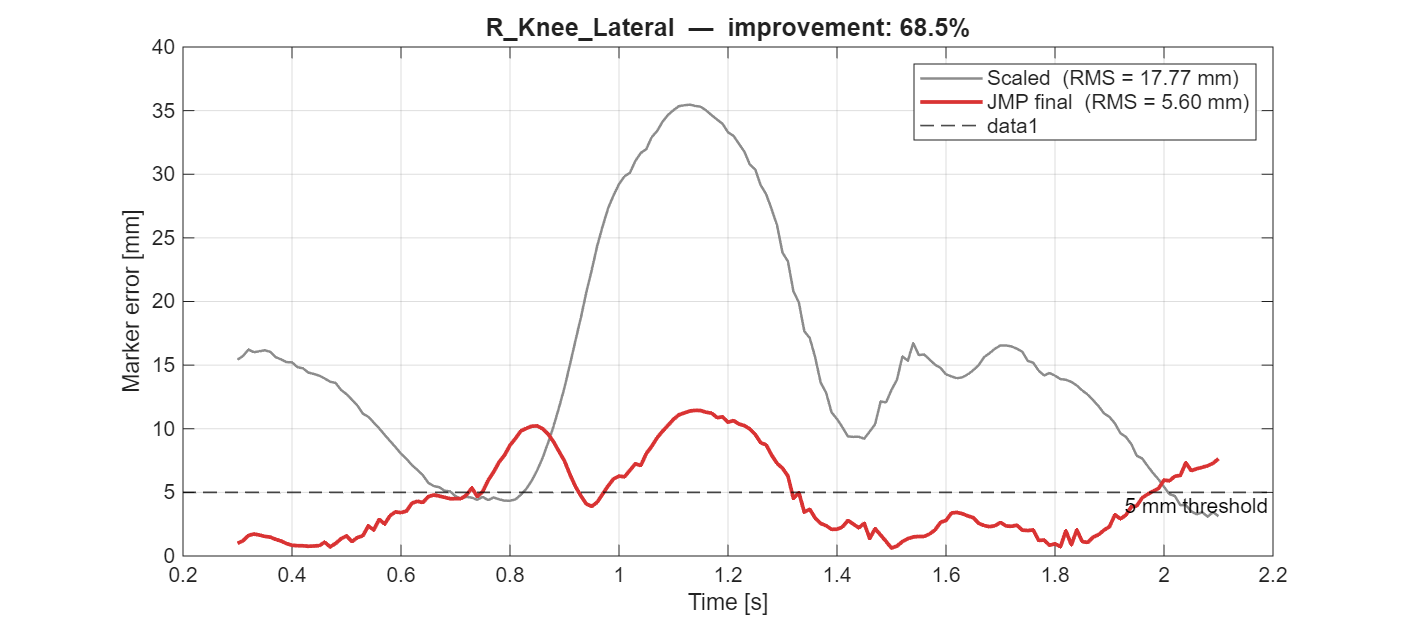 R_Knee_Lateral — improvement: 68.5%
Scaled (RMS = 17.77 mm)
JMP final (RMS = 5.60 mm)
data1
Marker error [mm]
40
35
30
25
20
15
10
5
0
5 mm threshold
0.2 0.4 0.6 0.8 1 1.2 1.4 1.6 1.8 2 2.2
Time [s]